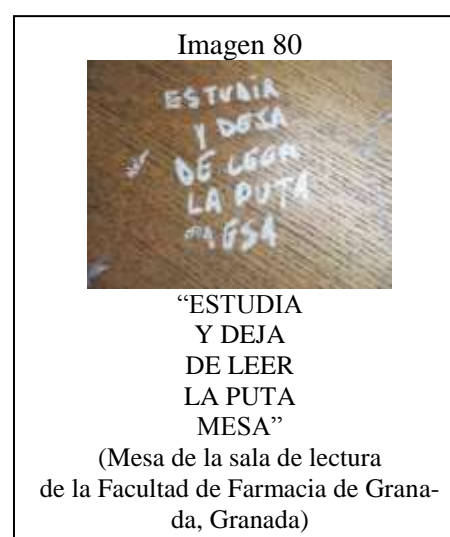 Imagen 80
ESTUDIA
Y DEJA
DE LEER
LA PUTA
MESA
“ESTUDIA
Y DEJA
DE LEER
LA PUTA
MESA”
(Mesa de la sala de lectura
de la Facultad de Farmacia de Grana-
da, Granada)